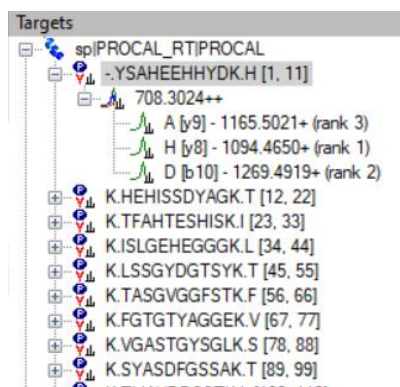 Targets
sp|PROCAL_RT|PROCAL
-.YSAHEEHHYDK.H [1, 11]
708.3024++
A [y9] - 1165.5021+ (rank 3)
H [y8] - 1094.4650+ (rank 1)
D [b10] - 1269.4919+ (rank 2)
K.HEHISSDYAGK.T [12, 22]
K.TFAHTESHISK.I [23, 33]
K.ISLGEHEGGGK.L [34, 44]
K.LSSGYDGTSYK.T [45, 55]
K.TASGVGGFSTK.F [56, 66]
K.FGTGTYAGGEK.V [67, 77]
K.VGASTGYSGLK.S [78, 88]
K.SYASDFGSSAK.T [89, 99]